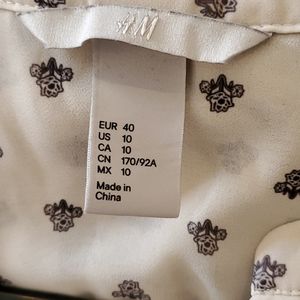 H&M
EUR 40
US 10
CA 10
CN 170/92A
MX 10
Made in
China